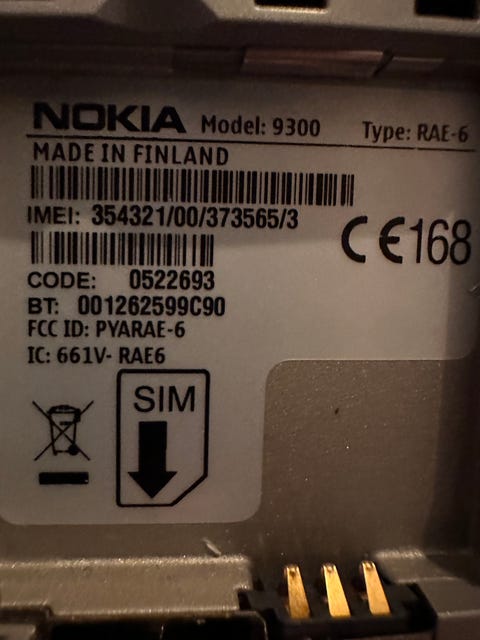 NOKIA Model: 9300 Type: RAE-6
MADE IN FINLAND
IMEI: 354321/00/373565/3
CE168
CODE: 0522693
BT: 001262599C90
FCC ID: PYARAE-6
IC: 661V- RAE6
SIM